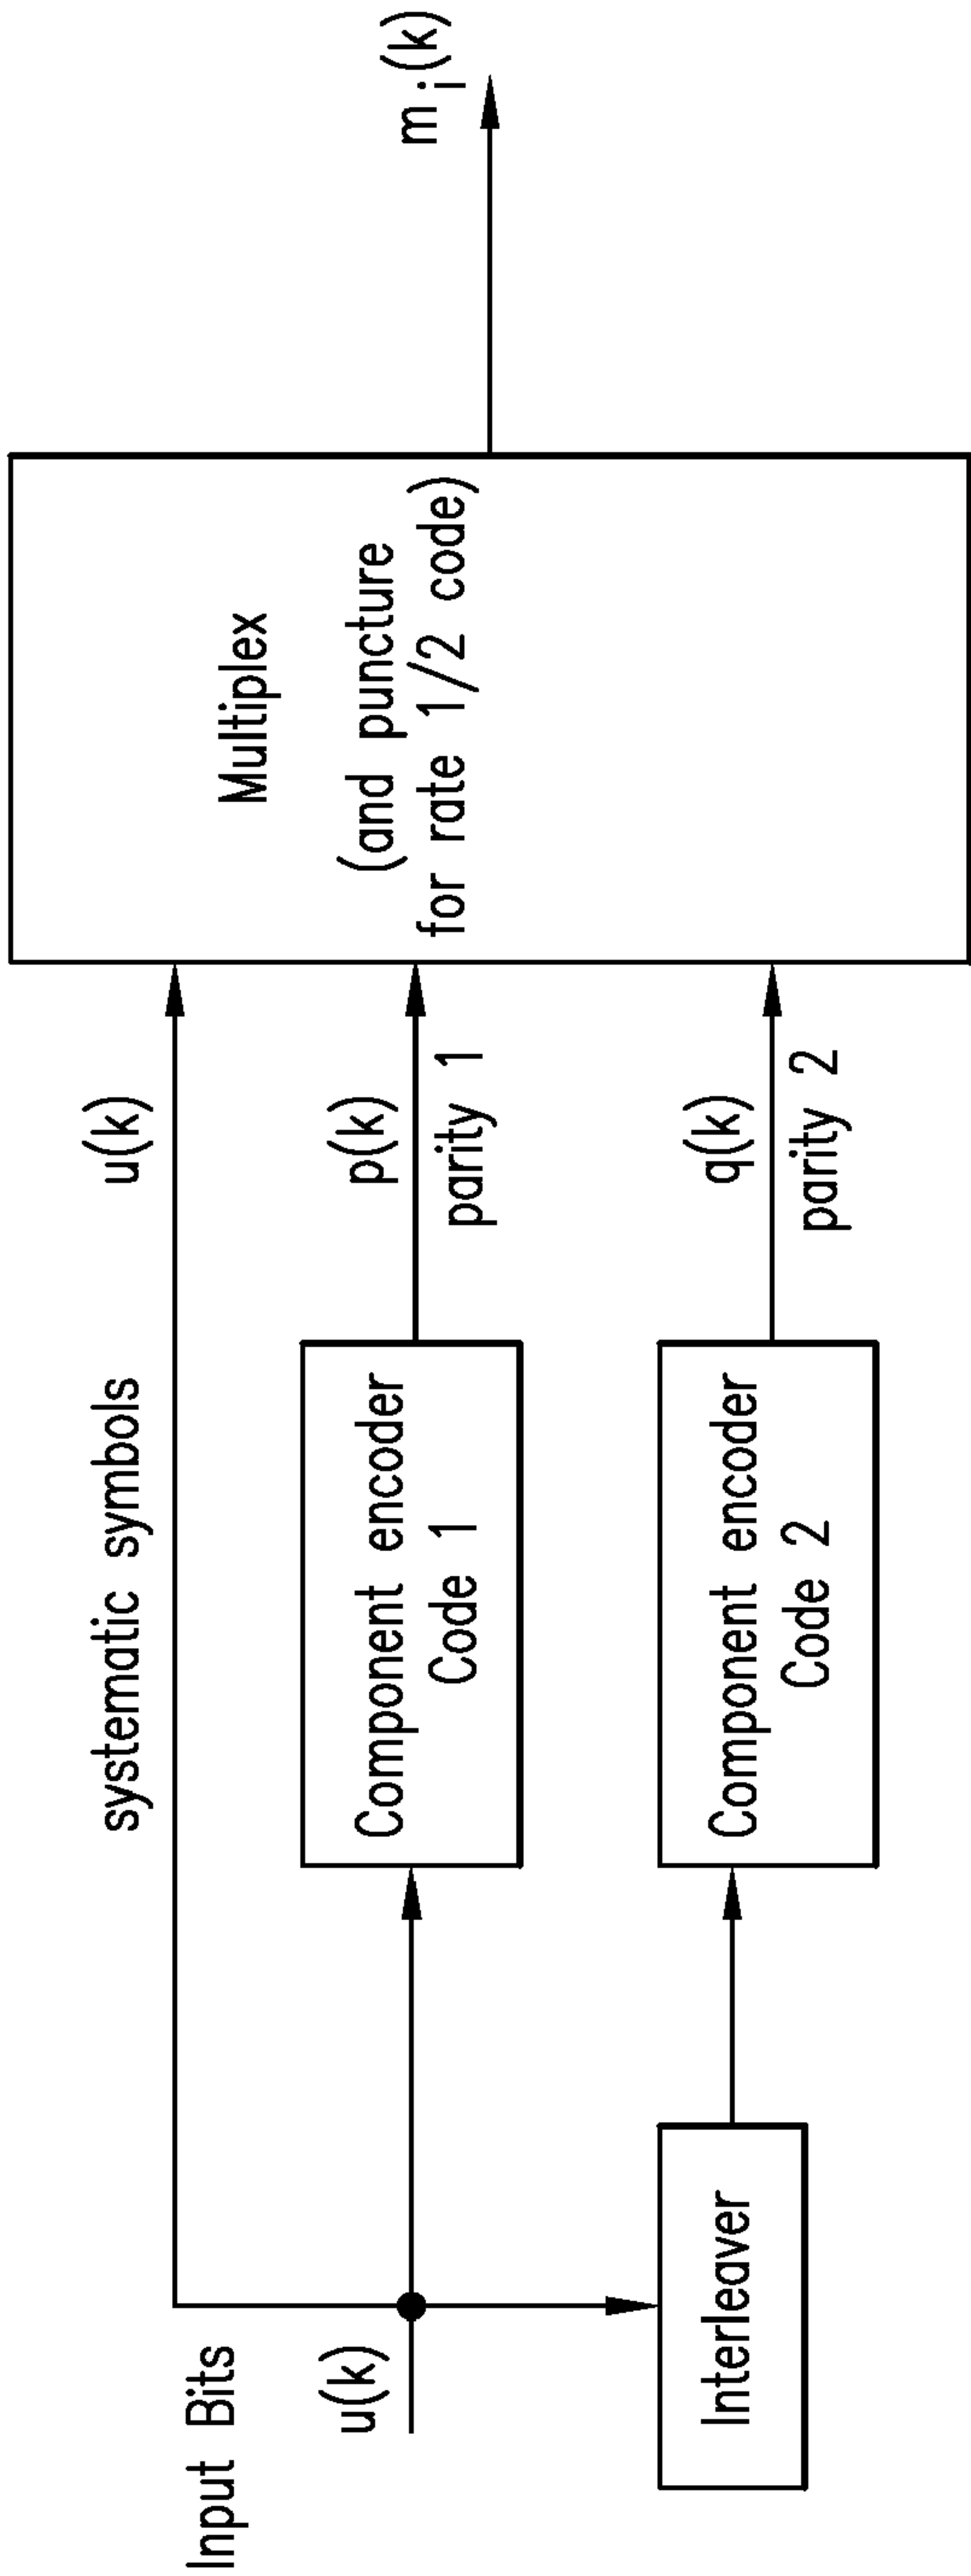 Input Bits
u(k)
systematic symbols
u(k)
Component encoder
Code 1
p(k)
parity 1
Interleaver
Component encoder
Code 2
q(k)
parity 2
Multiplex
(and puncture
for rate 1/2 code)
m i(k)